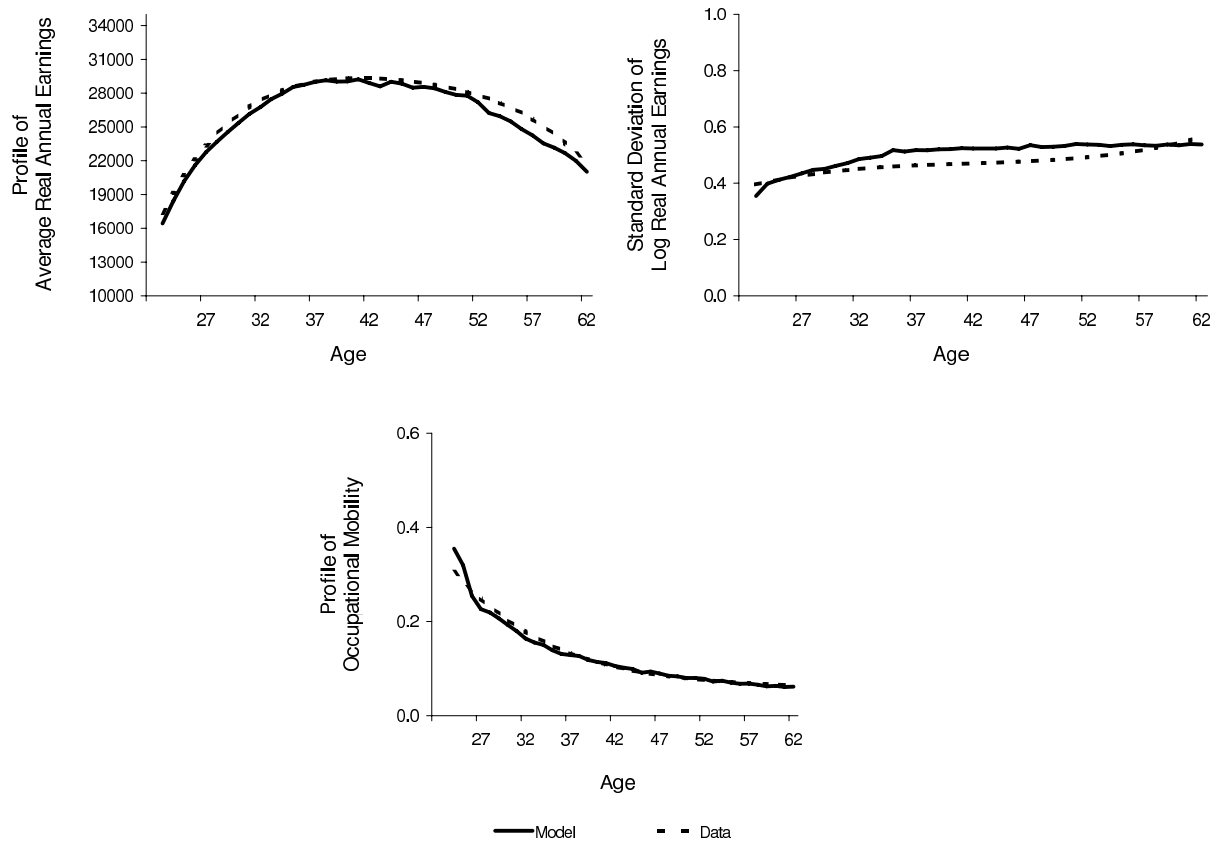 Profile of
Average Real Annual Earnings
34000
31000
28000
25000
22000
19000
16000
13000
10000
27 32 37 42 47 52 57 62
Age
Standard Deviation of
Log Real Annual Earnings
1.0
0.8
0.6
0.4
0.2
0.0
27 32 37 42 47 52 57 62
Age
Profile of
Occupational Mobility
0.6
0.4
0.2
0.0
27 32 37 42 47 52 57 62
Age
Model Data